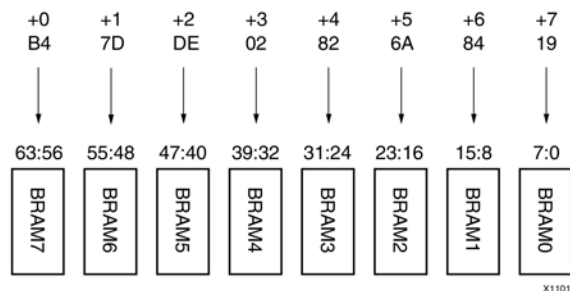 +0 +1 +2 +3 +4 +5 +6 +7
B4 7D DE 02 82 6A 84 19
63:56 55:48 47:40 39:32 31:24 23:16 15:8 7:0
BRAM7 BRAM6 BRAM5 BRAM4 BRAM3 BRAM2 BRAM1 BRAM0
X1101